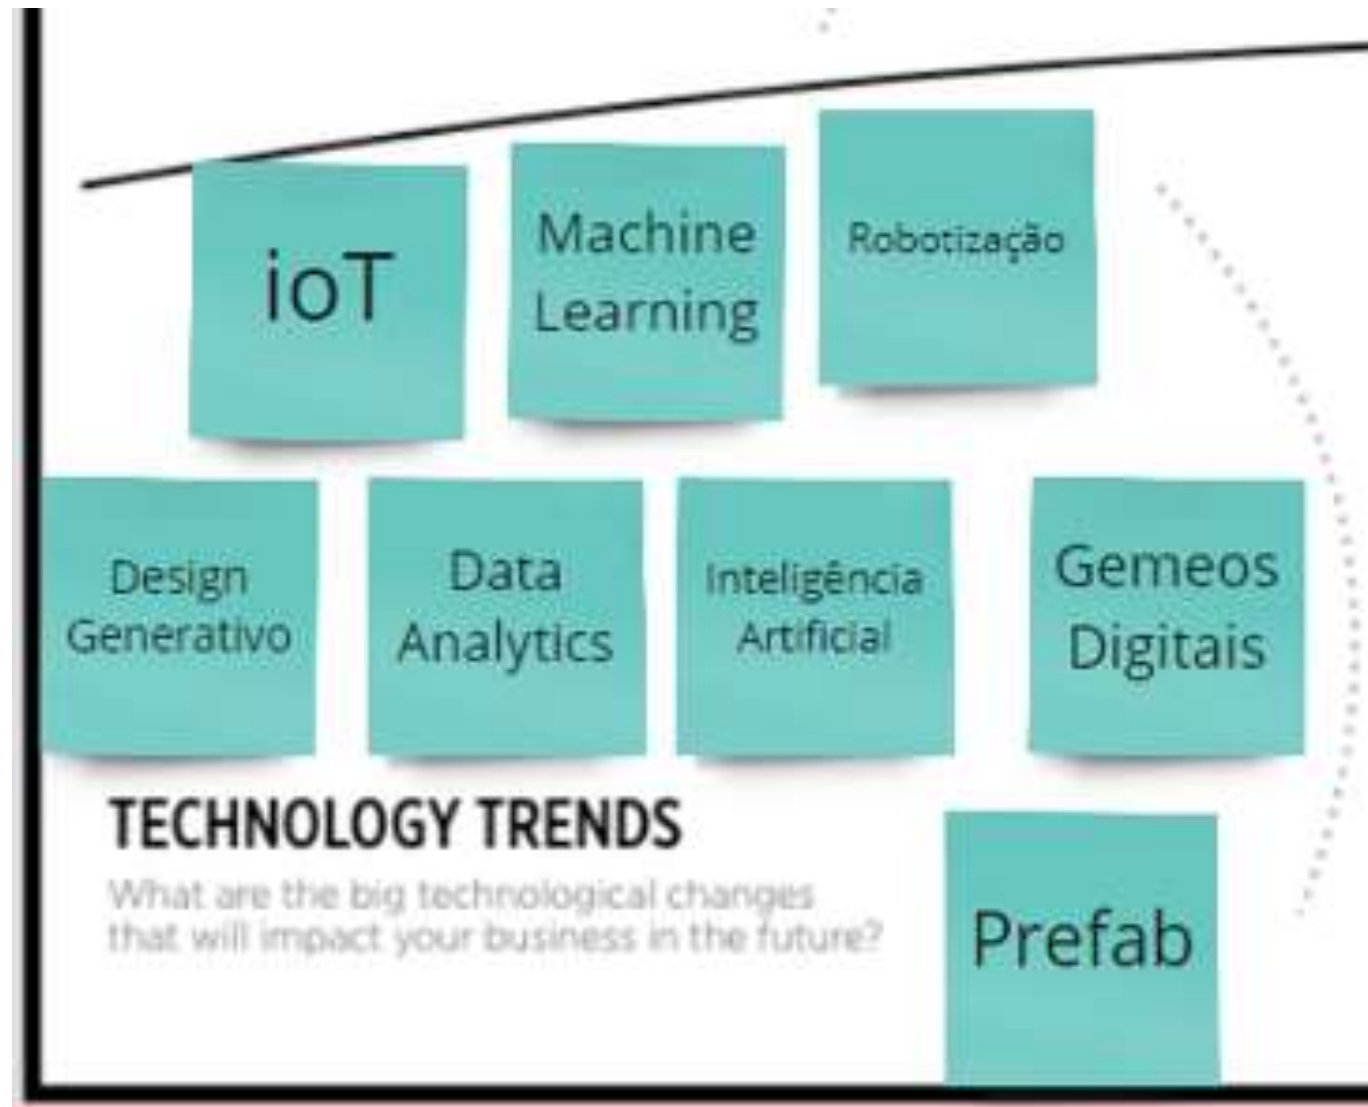 ioT
Machine
Learning
Robotização
Design
Generativo
Data
Analytics
Inteligência
Artificial
Gemeos
Digitais
TECHNOLOGY TRENDS
What are the big technological changes
that will impact your business in the future?
Prefab